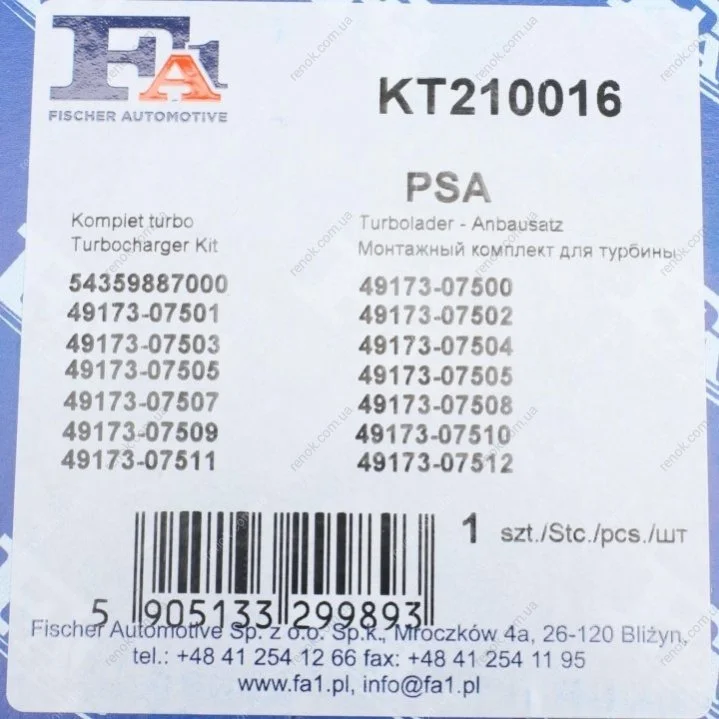 FA1
FISCHER AUTOMOTIVE
KT210016
PSA
Komplet turbo
Turbocharger Kit
Turbolader - Anbausatz
Монтажный комплект для турбины
54359887000 49173-07500
49173-07501 49173-07502
49173-07503 49173-07504
49173-07505 49173-07505
49173-07507 49173-07508
49173-07509 49173-07510
49173-07511 49173-07512
1 szt./Stc./pcs./шт
5 905133 299893
Fischer Automotive Sp. z o.o. Sp.k., Mroczków 4a, 26-120 Bliżyn,
tel.: +48 41 254 12 66 fax: +48 41 254 11 95
www.fa1.pl, info@fa1.pl
renok.com.ua